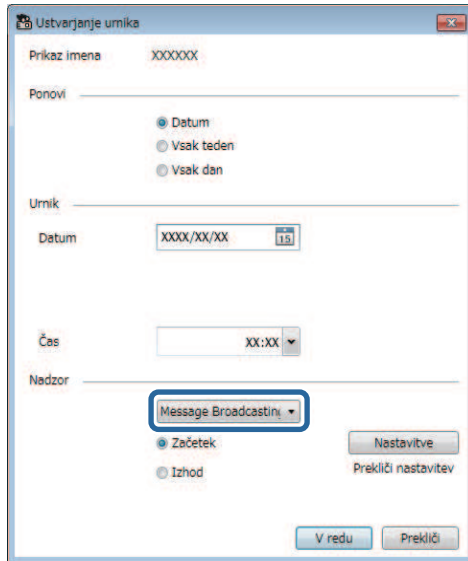 Ustvarjanje urnika
Prikaz imena XXXXXX
Ponovi
Datum
Vsak teden
Vsak dan
Urnik
Datum XXXX/XX/XX 15
Čas XX:XX
Nadzor
Message Broadcasting
Začetek Nastavitve
Izhod Prekliči nastavitev
V redu Prekliči